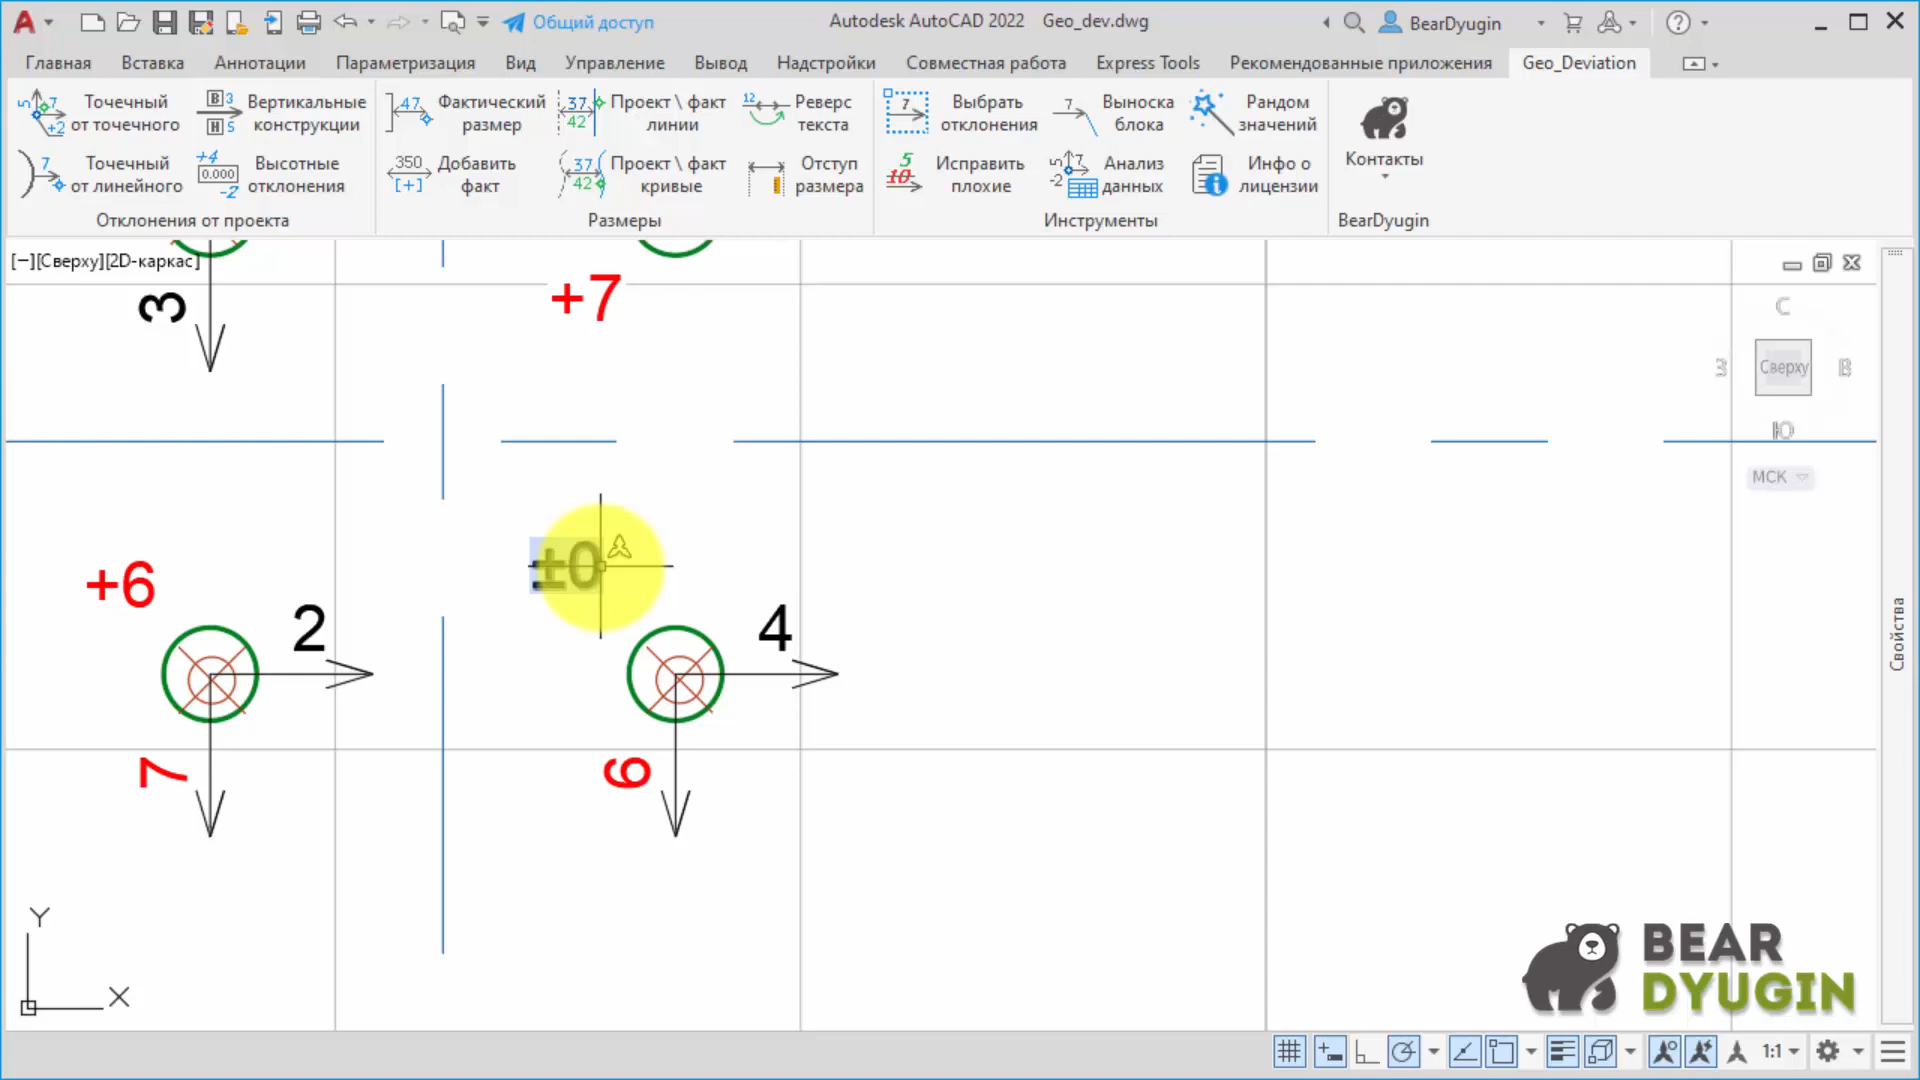 Общий доступ
Autodesk AutoCAD 2022 Geo_dev.dwg
BearDyugin
Главная Вставка Аннотации Параметризация Вид Управление Вывод Надстройки Совместная работа Express Tools Рекомендованные приложения Geo_Deviation
Точечный
от точечного
Вертикальные
конструкции
Точечный
от линейного
Высотные
отклонения
Отклонения от проекта
Фактический
размер
Проект \ факт
линии
Реверс
текста
Добавить
факт
Проект \ факт
кривые
Отступ
размера
Размеры
Выбрать
отклонения
Выноска
блока
Рандом
значений
Исправить
плохие
Анализ
данных
Инфо о
лицензии
Инструменты
Контакты
BearDyugin
[−][Сверху][2D-каркас]
3
+7
С
З Сверху В
Ю
МСК
±0
+6
2
4
7
6
Свойства
Y
X
BEAR
DYUGIN
1:1